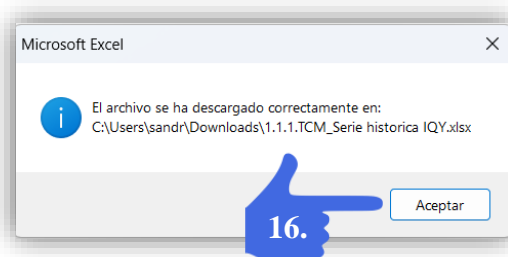 Microsoft Excel
El archivo se ha descargado correctamente en:
C:\Users\sandr\Downloads\1.1.1.TCM_Serie historica IQY.xlsx
Aceptar
16.